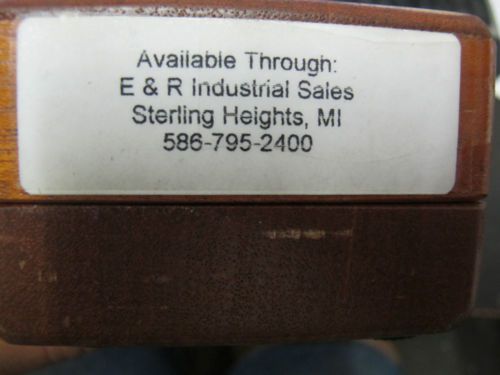 Available Through:
E & R Industrial Sales
Sterling Heights, MI
586-795-2400